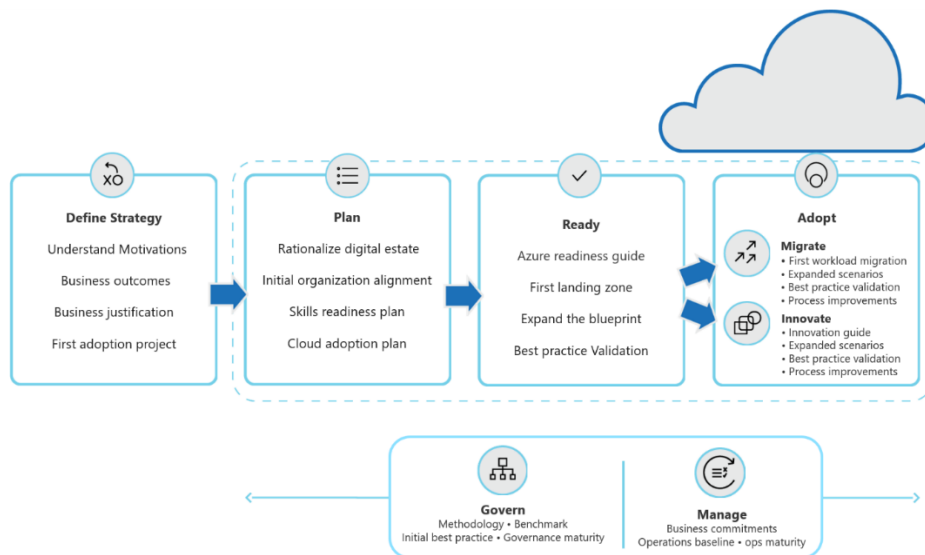 Define Strategy
Understand Motivations
Business outcomes
Business justification
First adoption project
Plan
Rationalize digital estate
Initial organization alignment
Skills readiness plan
Cloud adoption plan
Ready
Azure readiness guide
First landing zone
Expand the blueprint
Best practice Validation
Adopt
Migrate
• First workload migration
• Expanded scenarios
• Best practice validation
• Process improvements
Innovate
• Innovation guide
• Expanded scenarios
• Best practice validation
• Process improvements
Govern
Methodology • Benchmark
Initial best practice • Governance maturity
Manage
Business commitments
Operations baseline • ops maturity